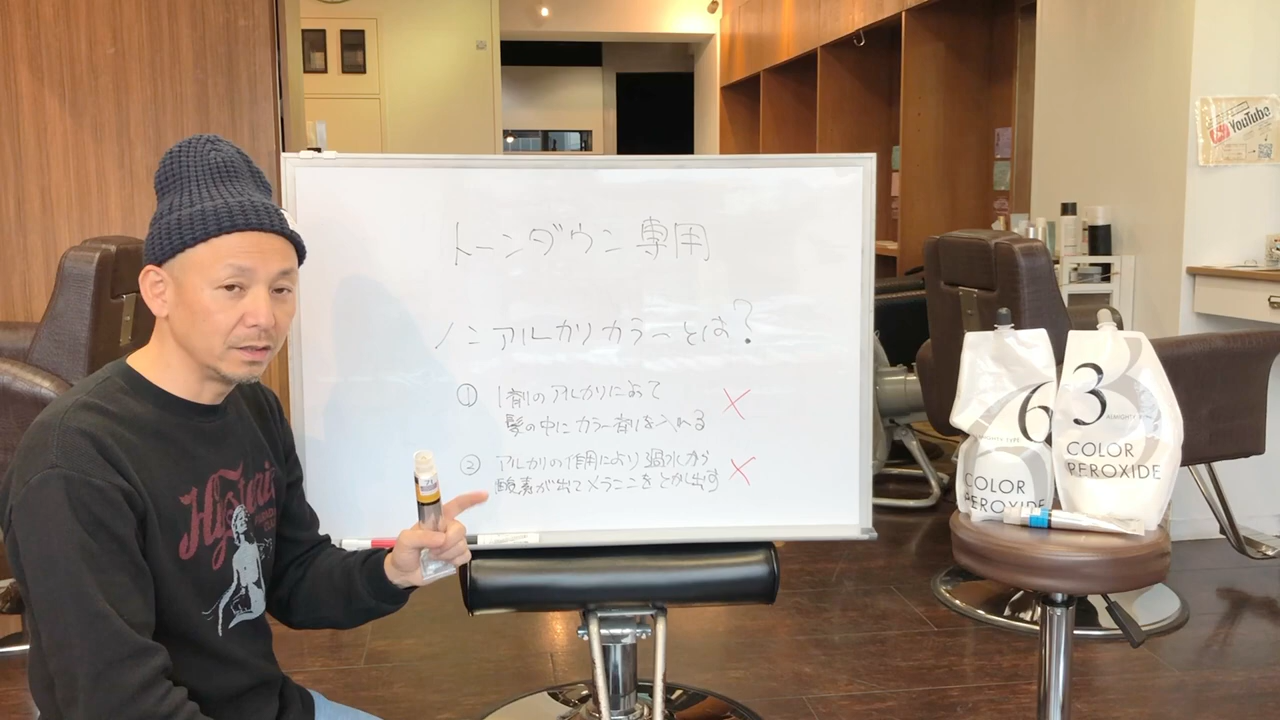 トーンダウン専用
ノンアルカリカラーとは?
① 1剤のアルカリによって ×
髪の中にカラー剤を入れる
② アルカリの作用により過水から ×
酸素が出てメラニンをとかし出す
YouTube
6
COLOR
PEROXIDE
3
ALMIGHTY TYPE
COLOR
PEROXIDE
Hysteric